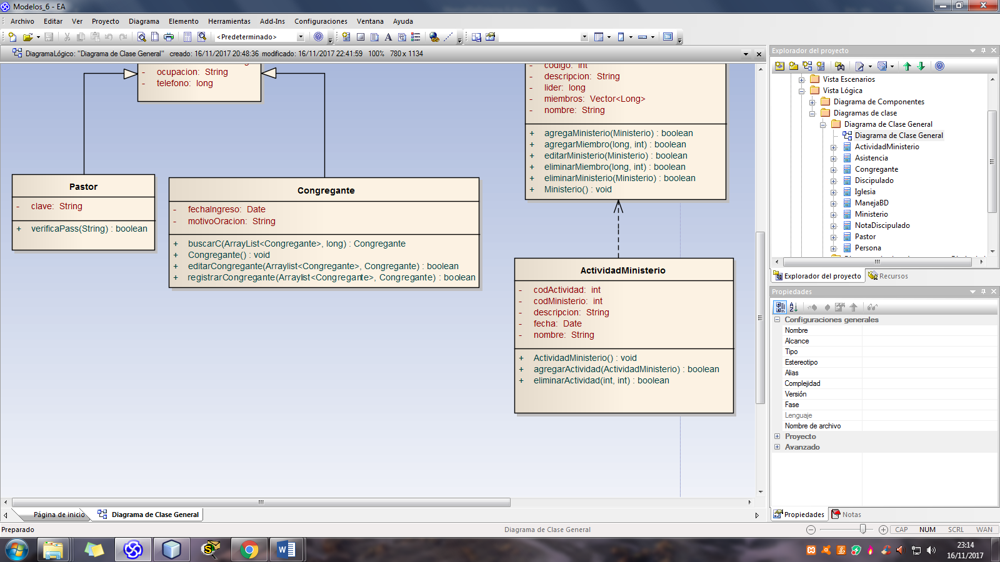 Modelos_6 - EA
Archivo Editar Ver Proyecto Diagrama Elemento Herramientas Add-Ins Configuraciones Ventana Ayuda
<Predeterminado>
DiagramaLógico: "Diagrama de Clase General" creado: 16/11/2017 20:48:36 modificado: 16/11/2017 22:41:59 100% 780 x 1134
- ocupacion: String
- telefono: long
Pastor
- clave: String
+ verificaPass(String) : boolean
Congregante
- fechaIngreso: Date
- motivoOracion: String
+ buscarC(ArrayList<Congregante>, long) : Congregante
+ Congregante() : void
+ editarCongregante(Arraylist<Congregante>, Congregante) : boolean
+ registrarCongregante(Arraylist<Congregante>, Congregante) : boolean
- codigo: int
- descripcion: String
- lider: long
- miembros: Vector<Long>
- nombre: String
+ agregaMinisterio(Ministerio) : boolean
+ agregarMiembro(long, int) : boolean
+ editarMinisterio(Ministerio) : boolean
+ eliminarMiembro(long, int) : boolean
+ eliminarMinisterio(Ministerio) : boolean
+ Ministerio() : void
ActividadMinisterio
- codActividad: int
- codMinisterio: int
- descripcion: String
- fecha: Date
- nombre: String
+ ActividadMinisterio() : void
+ agregarActividad(ActividadMinisterio) : boolean
+ eliminarActividad(int, int) : boolean
Explorador del proyecto
Vista Escenarios
Vista Lógica
Diagrama de Componentes
Diagramas de clase
Diagrama de Clase General
Diagrama de Clase General
ActividadMinisterio
Asistencia
Congregante
Discipulado
Iglesia
ManejaBD
Ministerio
NotaDiscipulado
Pastor
Persona
Explorador del proyecto Recursos
Propiedades
Configuraciones generales
Nombre
Alcance
Tipo
Estereotipo
Alias
Complejidad
Versión
Fase
Lenguaje
Nombre de archivo
Proyecto
Avanzado
Propiedades Notas
Página de inicio Diagrama de Clase General
Preparado Diagrama de Clase General CAP NUM SCRL WAN
23:14
16/11/2017